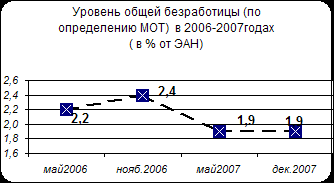 Уровень общей безработицы (по
определению МОТ)  в 2006-2007годах
( в % от ЭАН)
2,6
2,4
2,2
2,0
1,8
1,6
2,2
2,4
1,9
1,9
май2006
нояб.2006
май2007
дек.2007